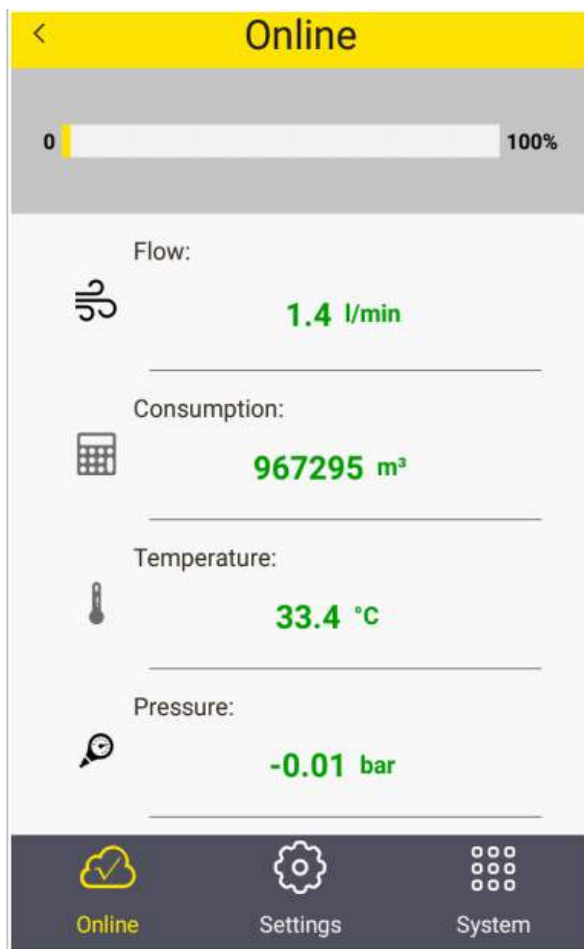 Online
0 100%
Flow:
1.4 l/min
Consumption:
967295 m³
Temperature:
33.4 °C
Pressure:
-0.01 bar
Online Settings System